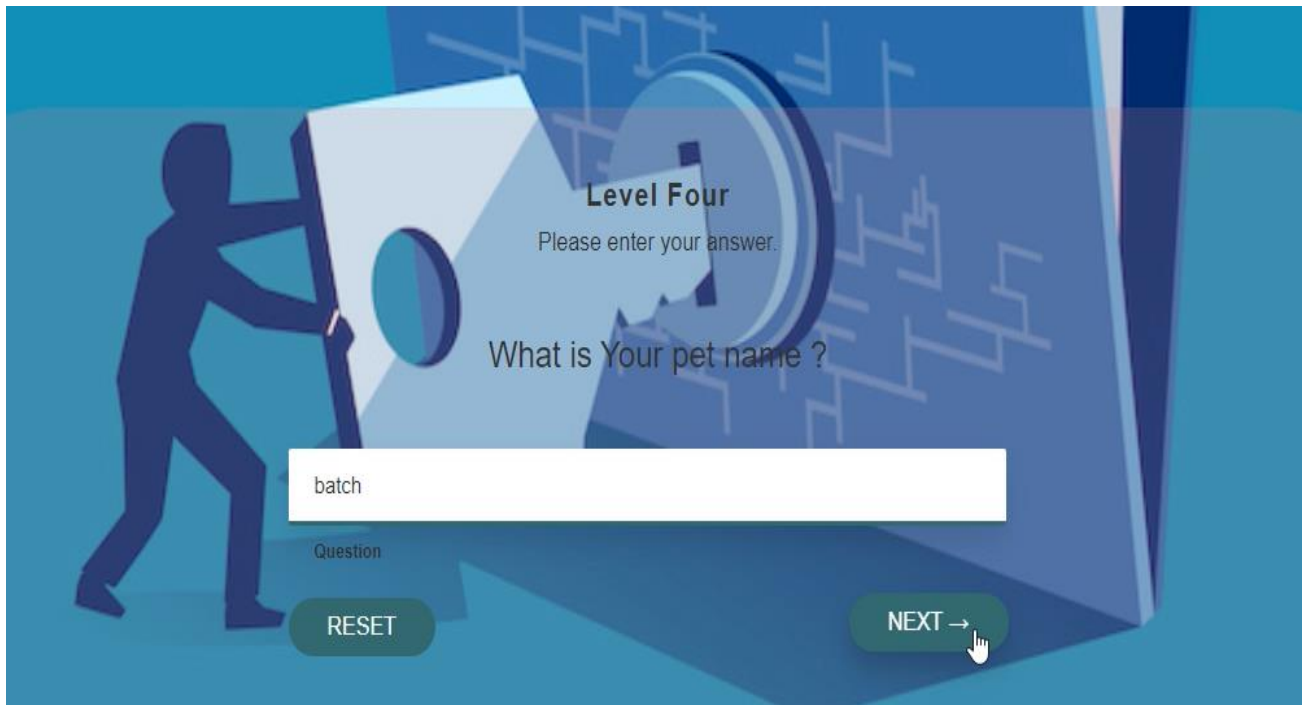 Level Four
Please enter your answer.
What is Your pet name ?
batch
Question
RESET
NEXT →